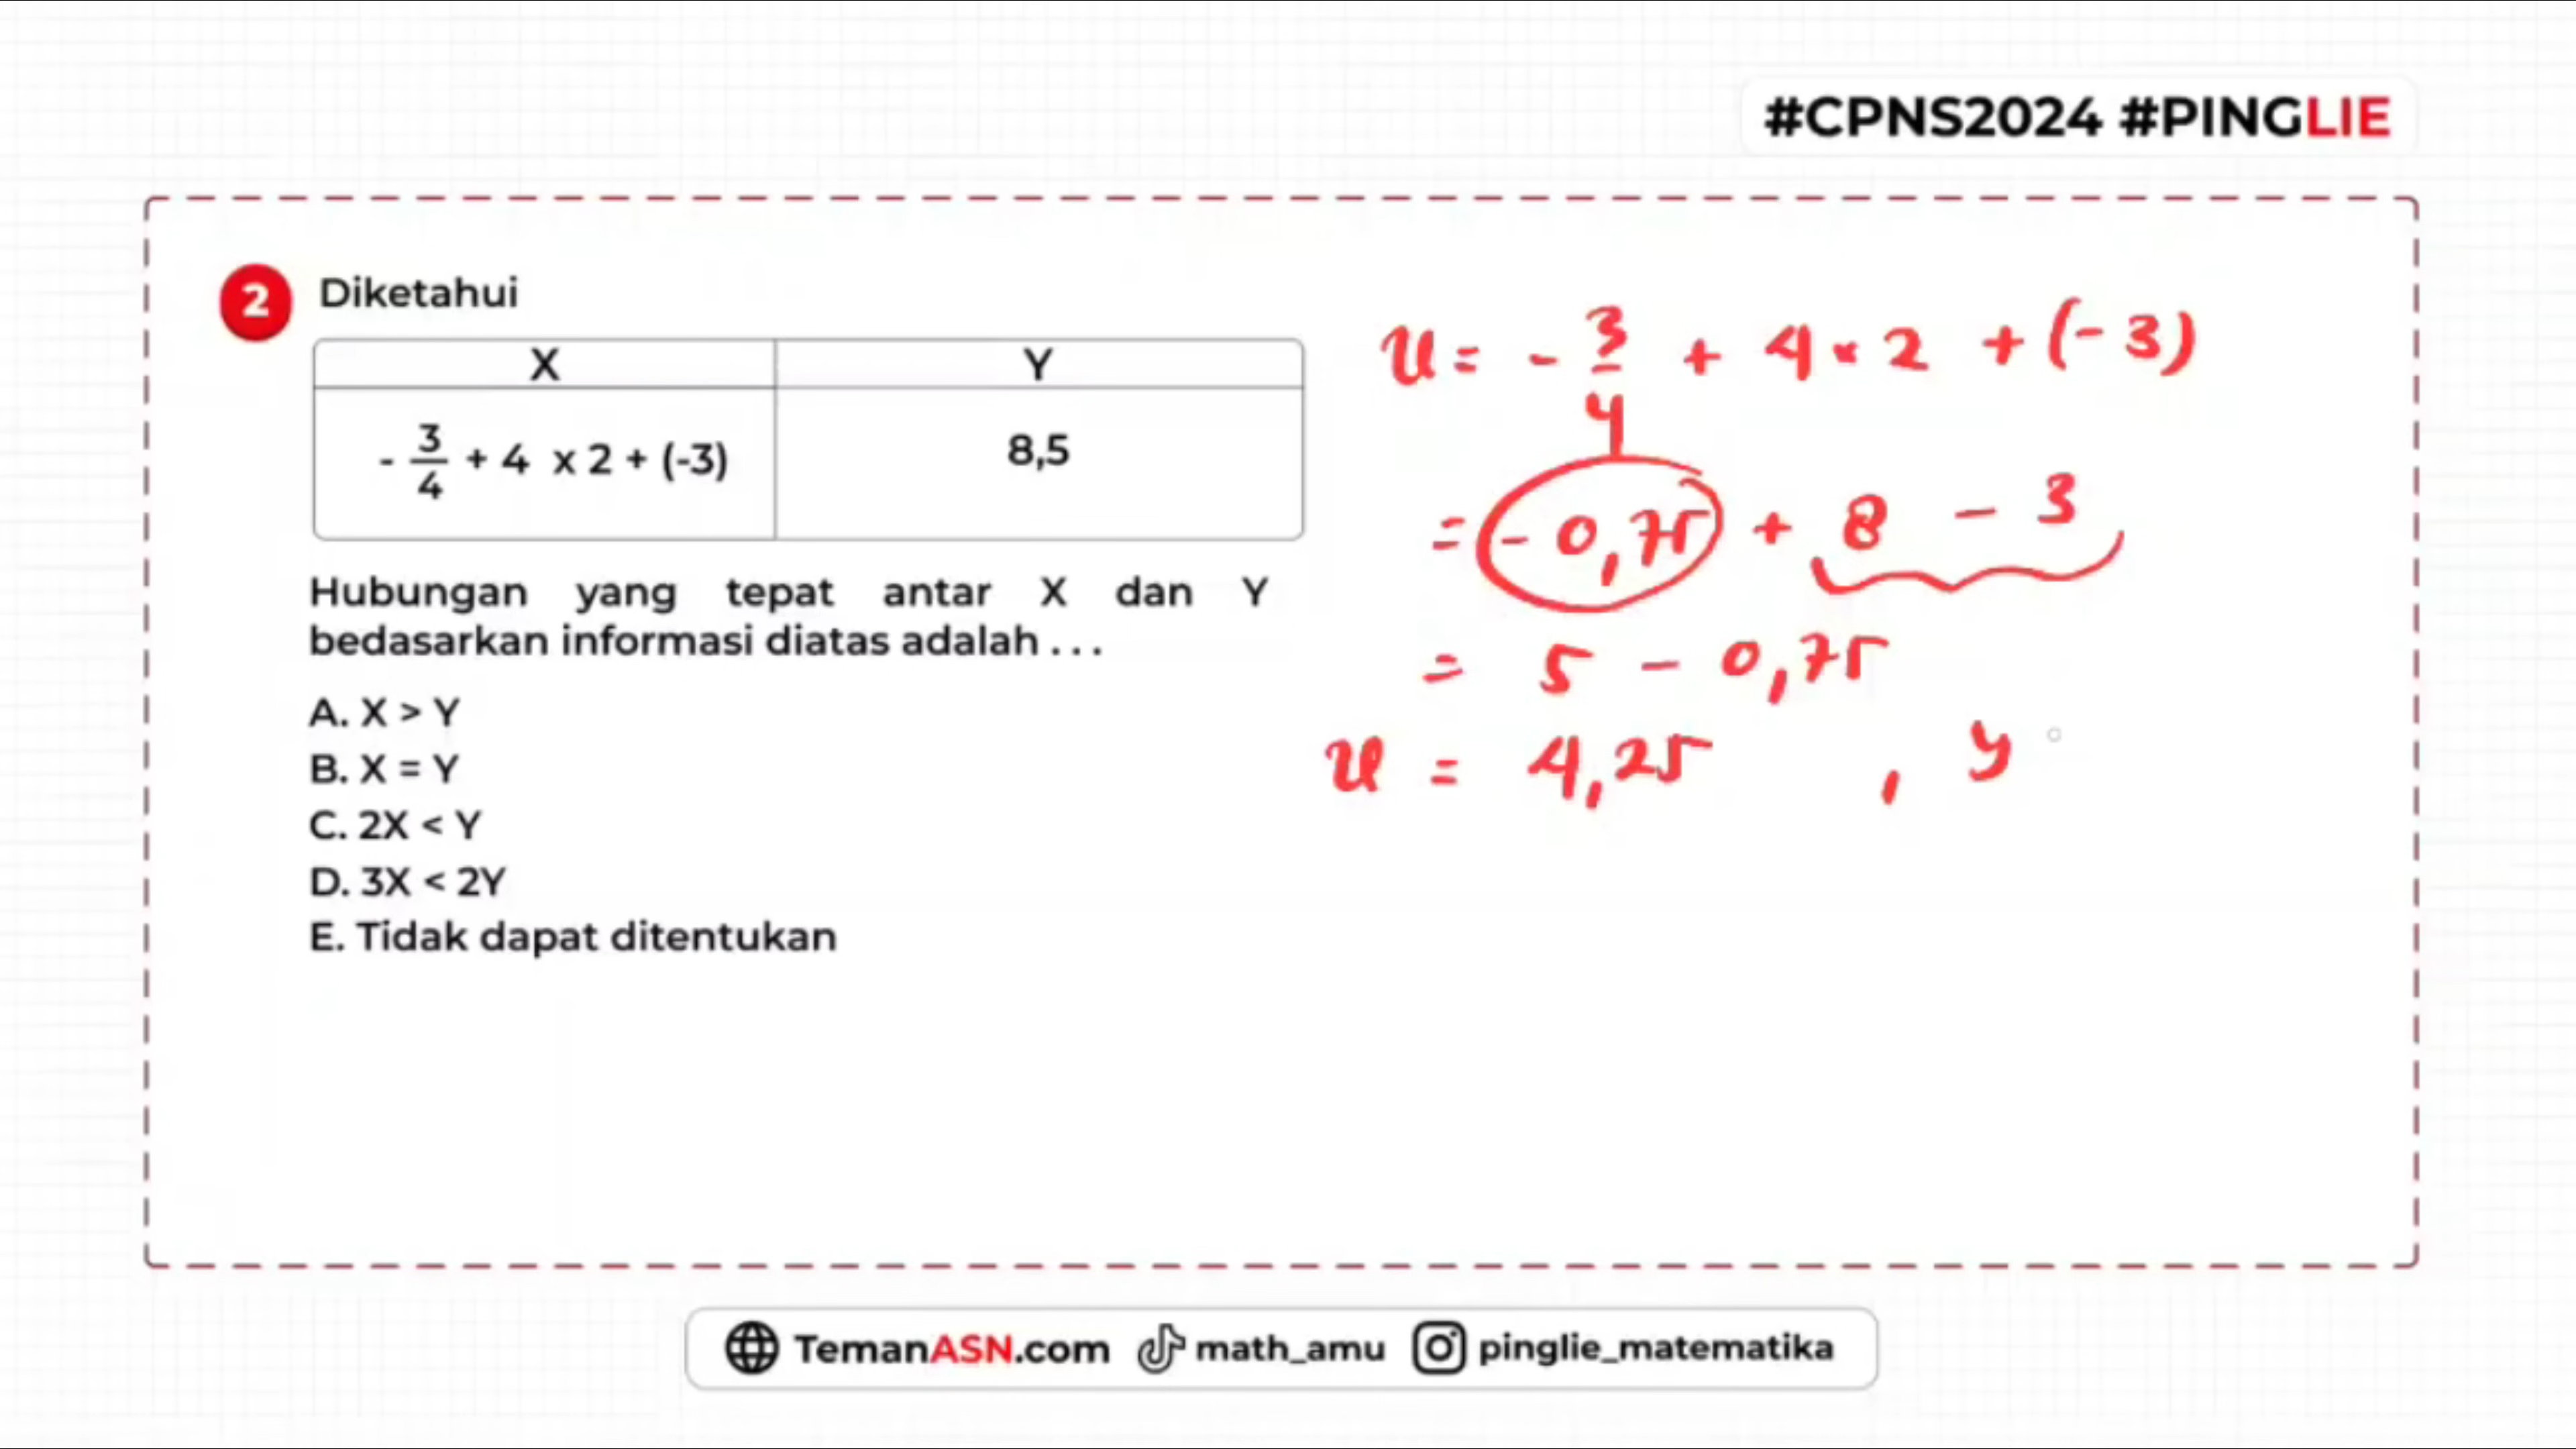 #CPNS2024 #PINGLIE
2 Diketahui
X Y
- 3/4 + 4 x 2 + (-3) 8,5
Hubungan yang tepat antar X dan Y
bedasarkan informasi diatas adalah . . .
A. X > Y
B. X = Y
C. 2X < Y
D. 3X < 2Y
E. Tidak dapat ditentukan
x = - 3/4 + 4 × 2 + (- 3)
= - 0,75 + 8 - 3
= 5 - 0,75
x = 4,25 , y
TemanASN.com math_amu pinglie_matematika